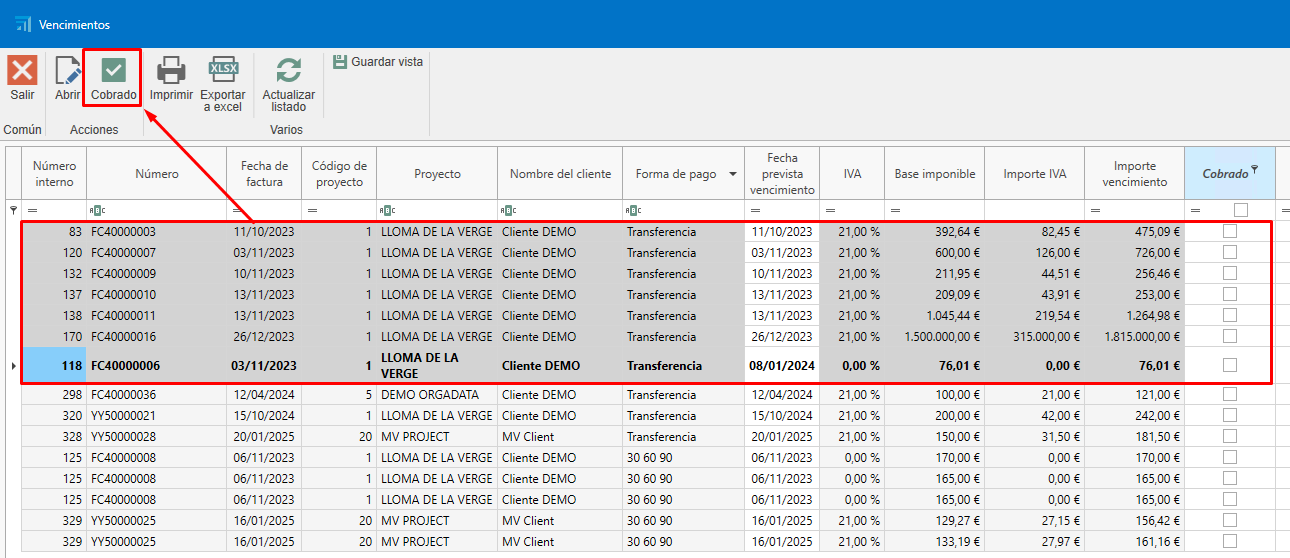 Vencimientos
Salir Abrir Cobrado Imprimir Exportar a excel Actualizar listado Guardar vista
XLSX
Común Acciones Varios
Número interno Número Fecha de factura Código de proyecto Proyecto Nombre del cliente Forma de pago Fecha prevista vencimiento IVA Base imponible Importe IVA Importe vencimiento Cobrado
= ABC = = ABC ABC ABC = = = = =
83 FC40000003 11/10/2023 1 LLOMA DE LA VERGE Cliente DEMO Transferencia 11/10/2023 21,00 % 392,64 € 82,45 € 475,09 €
120 FC40000007 03/11/2023 1 LLOMA DE LA VERGE Cliente DEMO Transferencia 03/11/2023 21,00 % 600,00 € 126,00 € 726,00 €
132 FC40000009 10/11/2023 1 LLOMA DE LA VERGE Cliente DEMO Transferencia 10/11/2023 21,00 % 211,95 € 44,51 € 256,46 €
137 FC40000010 13/11/2023 1 LLOMA DE LA VERGE Cliente DEMO Transferencia 13/11/2023 21,00 % 209,09 € 43,91 € 253,00 €
138 FC40000011 13/11/2023 1 LLOMA DE LA VERGE Cliente DEMO Transferencia 13/11/2023 21,00 % 1.045,44 € 219,54 € 1.264,98 €
170 FC40000016 26/12/2023 1 LLOMA DE LA VERGE Cliente DEMO Transferencia 26/12/2023 21,00 % 1.500.000,00 € 315.000,00 € 1.815.000,00 €
118 FC40000006 03/11/2023 1 LLOMA DE LA VERGE Cliente DEMO Transferencia 08/01/2024 0,00 % 76,01 € 0,00 € 76,01 €
298 FC40000036 12/04/2024 5 DEMO ORGADATA Cliente DEMO Transferencia 12/04/2024 21,00 % 100,00 € 21,00 € 121,00 €
320 YY50000021 15/10/2024 1 LLOMA DE LA VERGE Cliente DEMO Transferencia 15/10/2024 21,00 % 200,00 € 42,00 € 242,00 €
328 YY50000028 20/01/2025 20 MV PROJECT MV Client Transferencia 20/01/2025 21,00 % 150,00 € 31,50 € 181,50 €
125 FC40000008 06/11/2023 1 LLOMA DE LA VERGE Cliente DEMO 30 60 90 06/11/2023 0,00 % 170,00 € 0,00 € 170,00 €
125 FC40000008 06/11/2023 1 LLOMA DE LA VERGE Cliente DEMO 30 60 90 06/11/2023 0,00 % 165,00 € 0,00 € 165,00 €
125 FC40000008 06/11/2023 1 LLOMA DE LA VERGE Cliente DEMO 30 60 90 06/11/2023 0,00 % 165,00 € 0,00 € 165,00 €
329 YY50000025 16/01/2025 20 MV PROJECT MV Client 30 60 90 16/01/2025 21,00 % 129,27 € 27,15 € 156,42 €
329 YY50000025 16/01/2025 20 MV PROJECT MV Client 30 60 90 16/01/2025 21,00 % 133,19 € 27,97 € 161,16 €